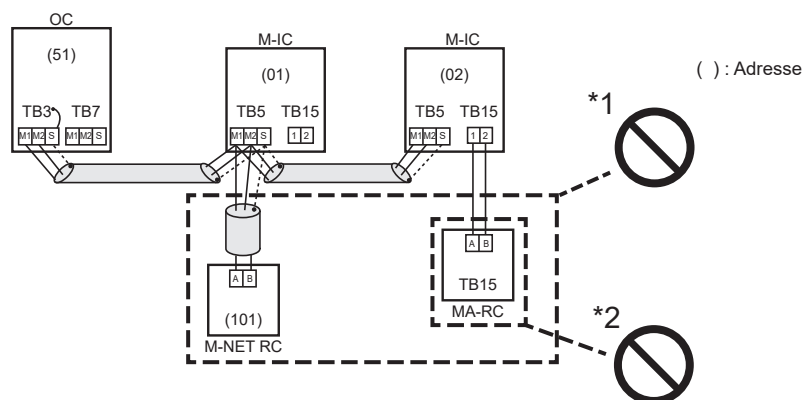 OC
(51)
TB3 TB7
M1 M2 S M1 M2 S
M-IC
(01)
TB5 TB15
M1 M2 S 1 2
M-IC
(02)
TB5 TB15
M1 M2 S 1 2
( ) : Adresse
*1
A B
(101)
M-NET RC
A B
TB15
MA-RC
*2